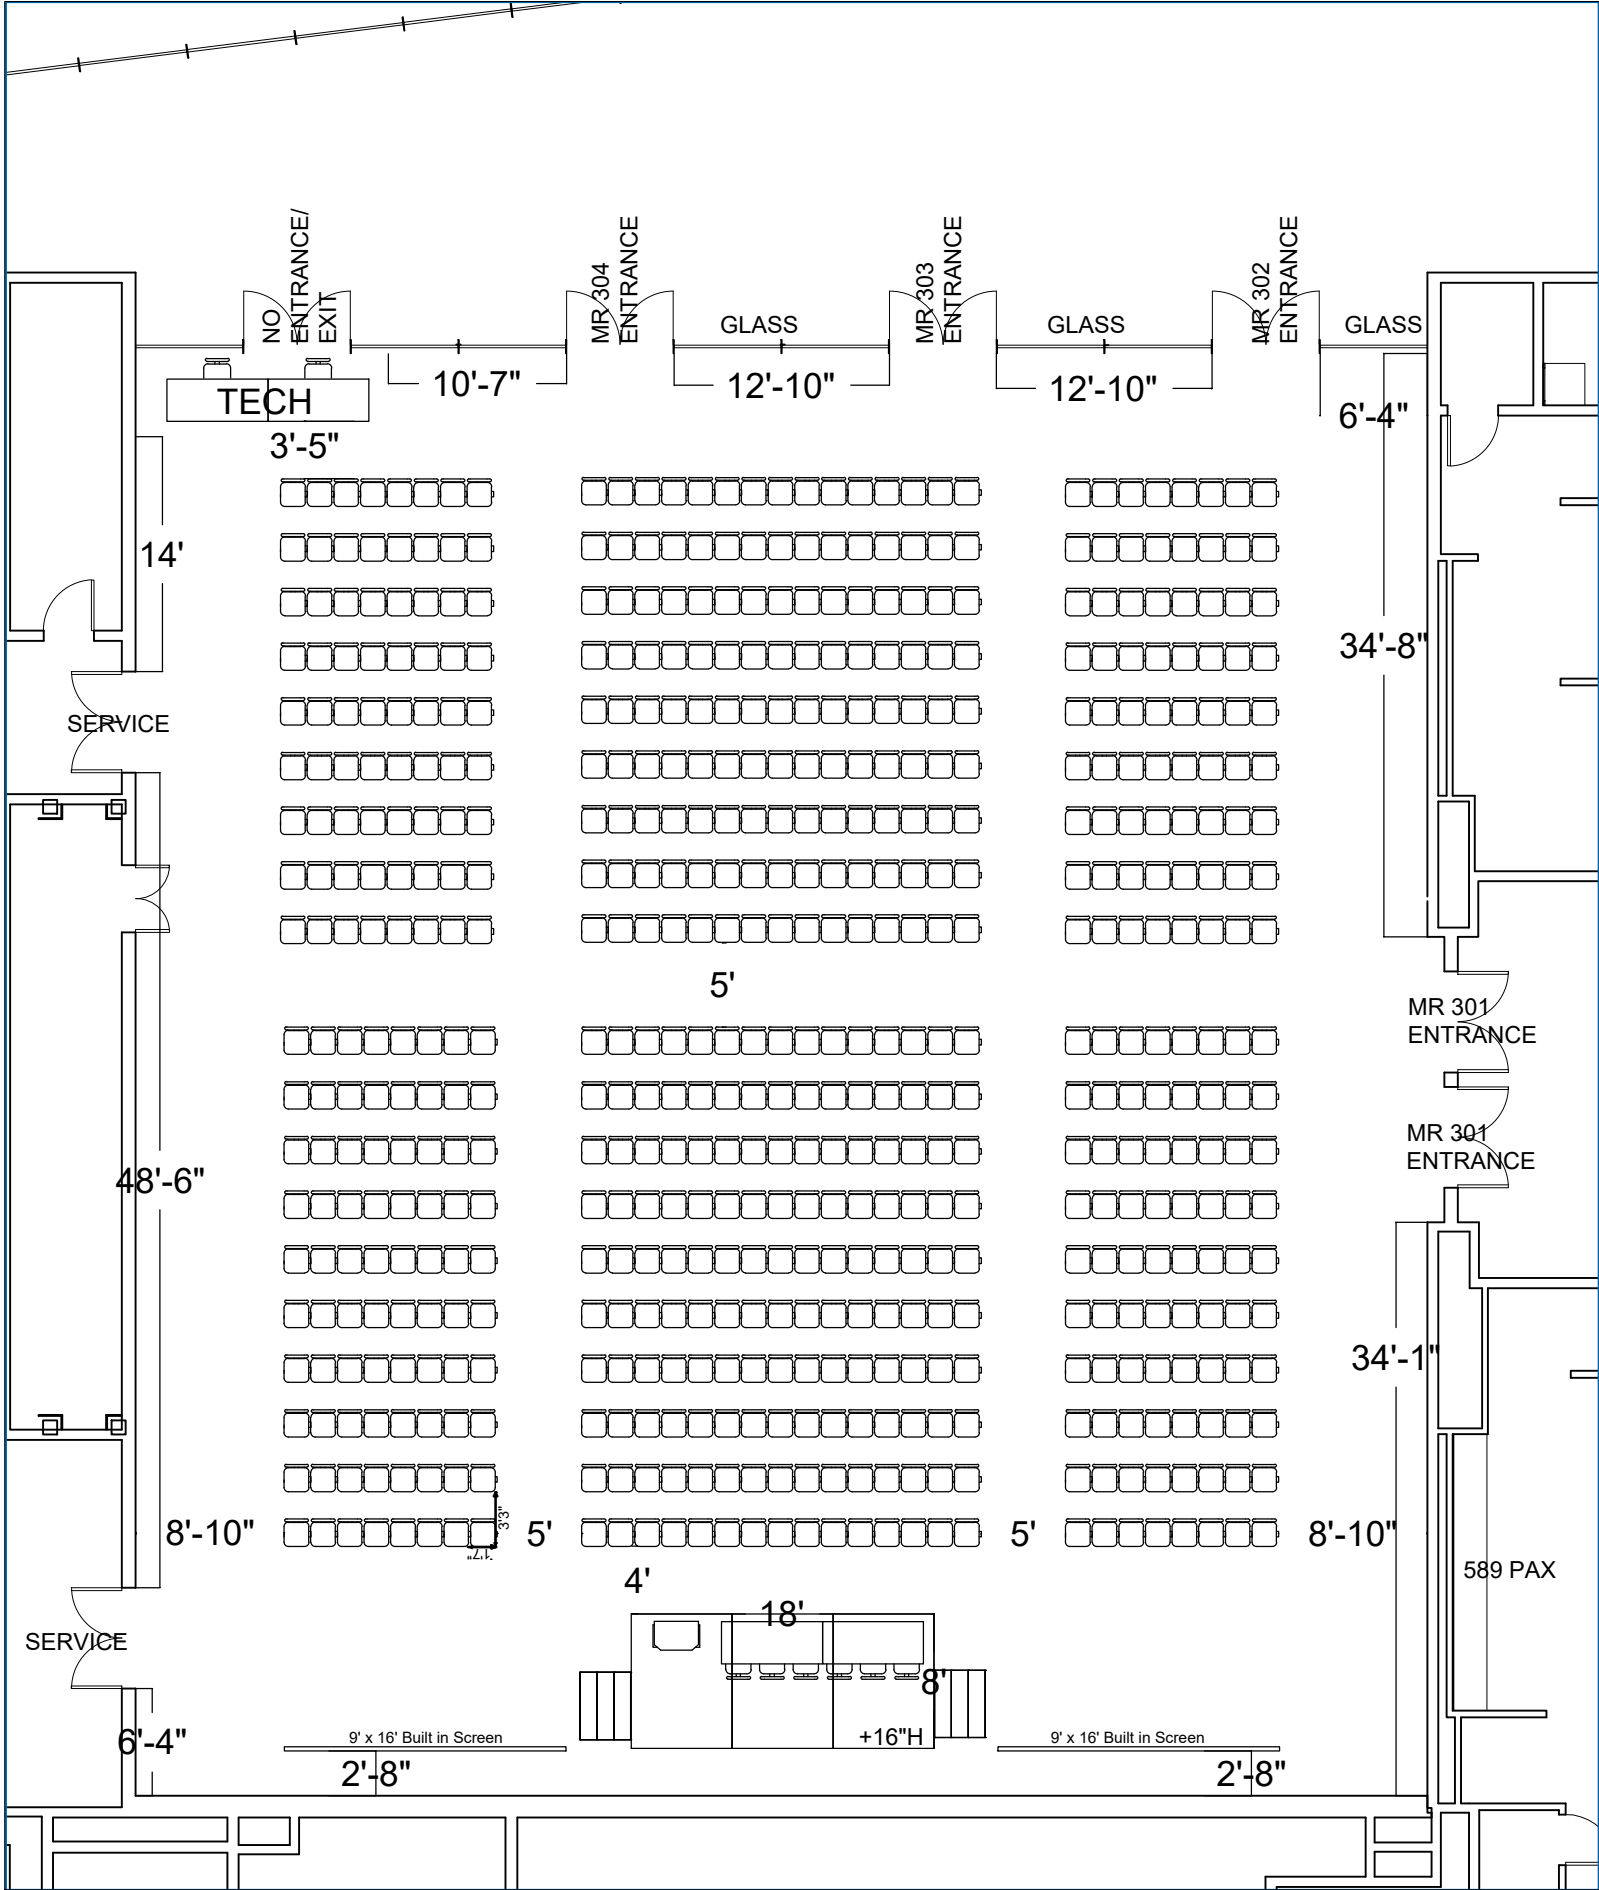 NO
ENTRANCE/
EXIT
MR 304
ENTRANCE
MR 303
ENTRANCE
MR 302
ENTRANCE
GLASS
GLASS
GLASS
TECH
10'-7"
12'-10"
12'-10"
6'-4"
3'-5"
14'
34'-8"
SERVICE
5'
MR 301
ENTRANCE
MR 301
ENTRANCE
48'-6"
34'-1"
3'3"
8'-10"
5'
5'
8'-10"
1'7"
589 PAX
4'
18'
SERVICE
8'
6'-4"
9' x 16' Built in Screen
+16"H
9' x 16' Built in Screen
2'-8"
2'-8"